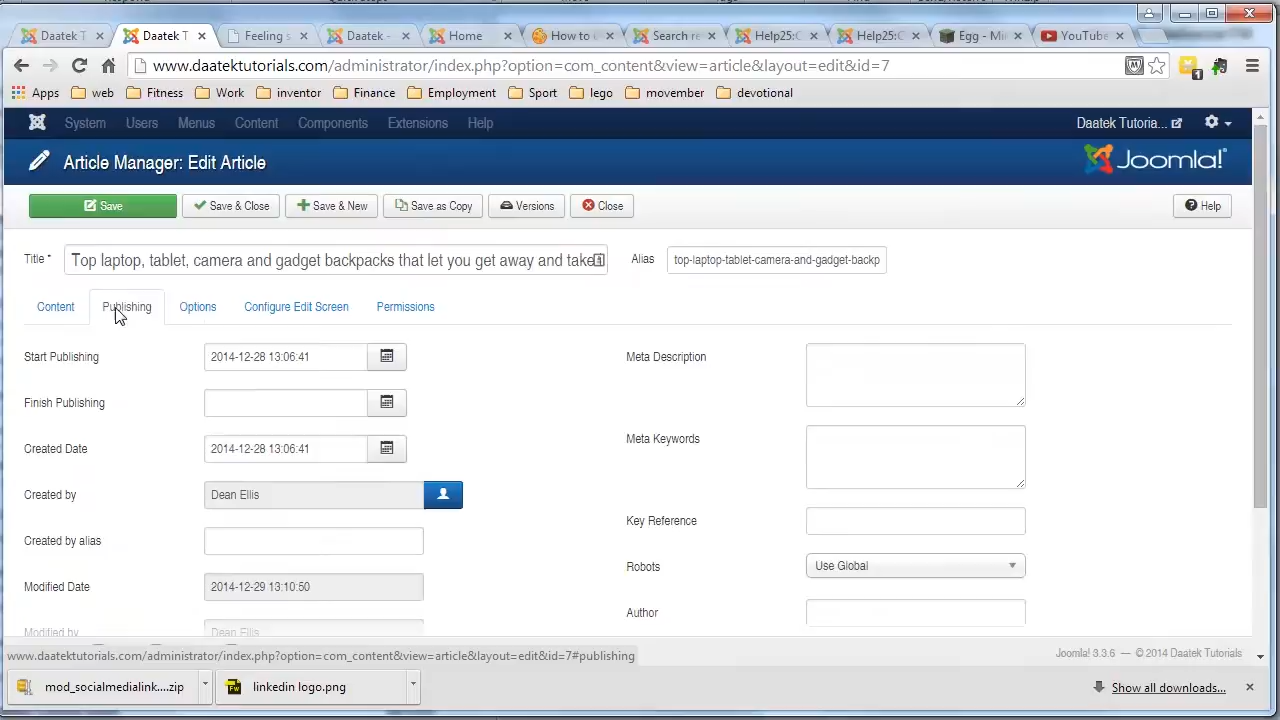 Daatek T
Daatek T
Feeling s
Daatek -
Home
How to
Search re
Help25:C
Help25:C
Egg - Mi
YouTube
www.daatektutorials.com/administrator/index.php?option=com_content&view=article&layout=edit&id=7
1
Apps web Fitness Work inventor Finance Employment Sport lego movember devotional
System Users Menus Content Components Extensions Help Daatek Tutoria...
Article Manager: Edit Article Joomla!
Save Save & Close Save & New Save as Copy Versions Close Help
Title * Top laptop, tablet, camera and gadget backpacks that let you get away and take Alias top-laptop-tablet-camera-and-gadget-backp
Content Publishing Options Configure Edit Screen Permissions
Start Publishing 2014-12-28 13:06:41 Meta Description
Finish Publishing
Created Date 2014-12-28 13:06:41 Meta Keywords
Created by Dean Ellis
Key Reference
Created by alias
Robots Use Global
Modified Date 2014-12-29 13:10:50
Author
Modified by Dean Ellis
www.daatektutorials.com/administrator/index.php?option=com_content&view=article&layout=edit&id=7#publishing
Joomla! 3.3.6 — © 2014 Daatek Tutorials
mod_socialmedialink....zip linkedin logo.png Show all downloads...